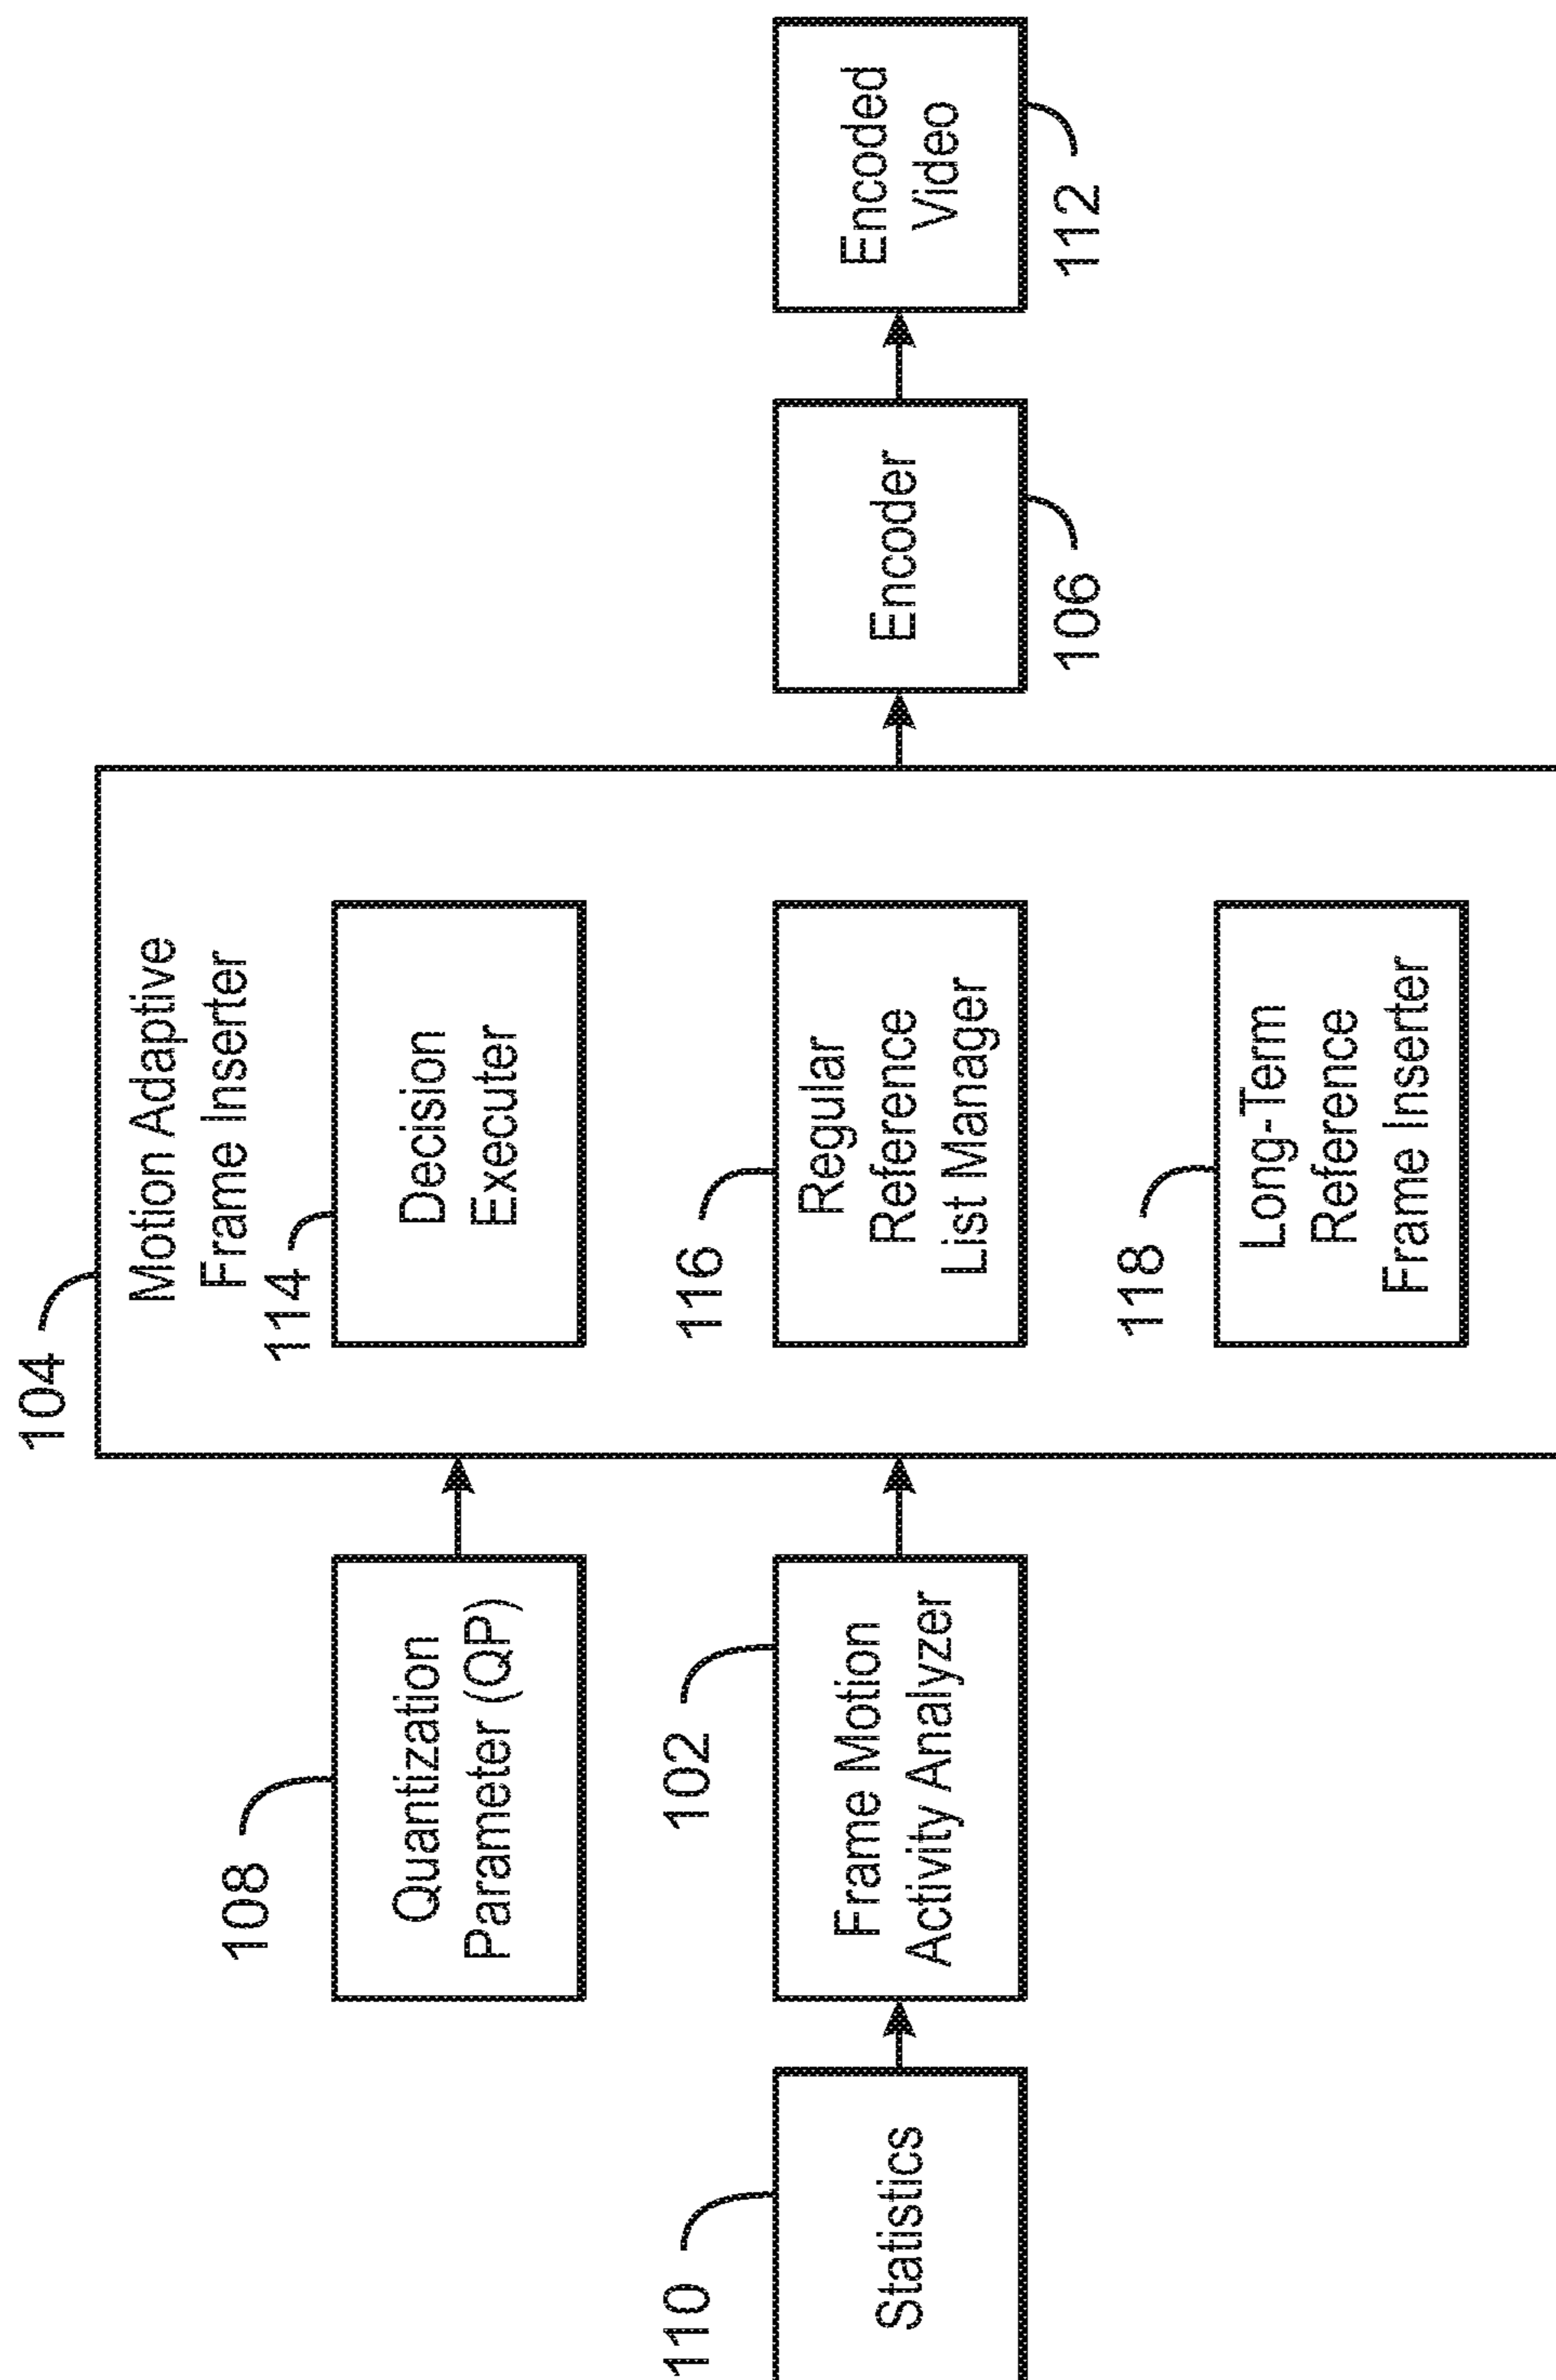 104
Motion Adaptive
Frame Inserter
108
Quantization
Parameter (QP)
114
Decision
Executer
110
Statistics
102
Frame Motion
Activity Analyzer
116
Regular
Reference
List Manager
Encoder
106
Encoded
Video
112
118
Long-Term
Reference
Frame Inserter